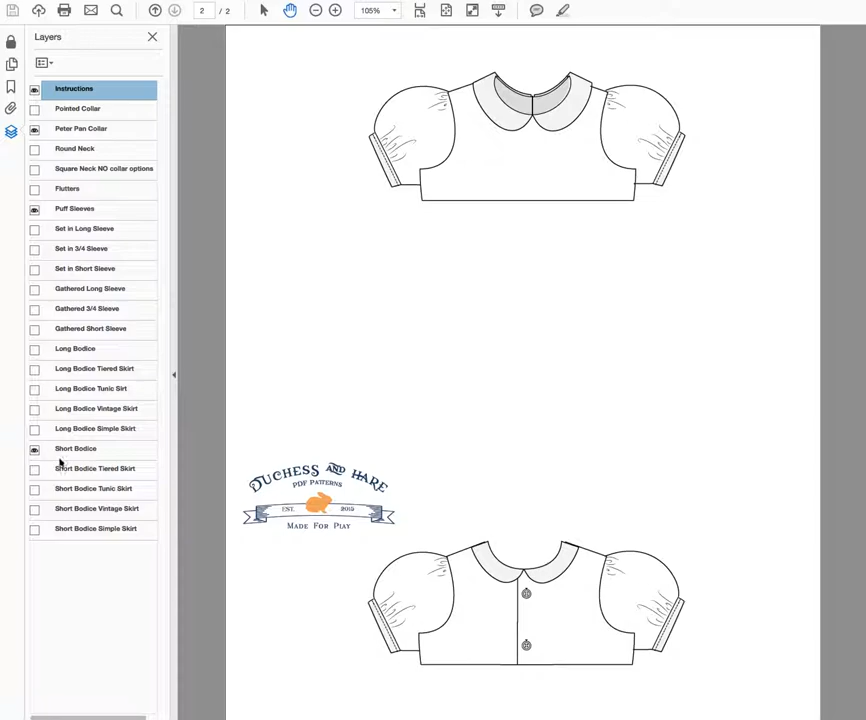 2 / 2
105%
Layers
Instructions
Pointed Collar
Peter Pan Collar
Round Neck
Square Neck NO collar options
Flutters
Puff Sleeves
Set in Long Sleeve
Set in 3/4 Sleeve
Set in Short Sleeve
Gathered Long Sleeve
Gathered 3/4 Sleeve
Gathered Short Sleeve
Long Bodice
Long Bodice Tiered Skirt
Long Bodice Tunic Sirt
Long Bodice Vintage Skirt
Long Bodice Simple Skirt
Short Bodice
Short Bodice Tiered Skirt
Short Bodice Tunic Skirt
Short Bodice Vintage Skirt
Short Bodice Simple Skirt
DUCHESS AND HARE
PDF PATTERNS
EST. 2019
MADE FOR PLAY